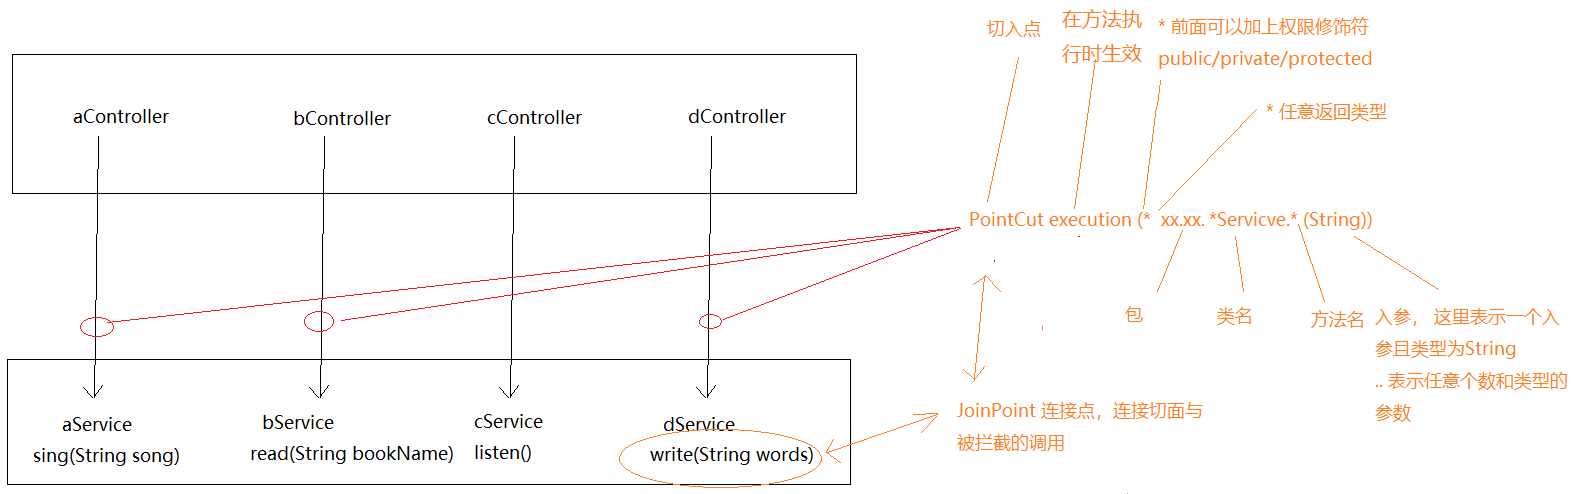 切入点
在方法执
行时生效
* 前面可以加上权限修饰符
public/private/protected
* 任意返回类型
aController
bController
cController
dController
PointCut execution (* xx.xx. *Servicve.* (String))
包
类名
方法名
入参， 这里表示一个入
参且类型为String
.. 表示任意个数和类型的
参数
JoinPoint 连接点，连接切面与
被拦截的调用
aService
sing(String song)
bService
read(String bookName)
cService
listen()
dService
write(String words)